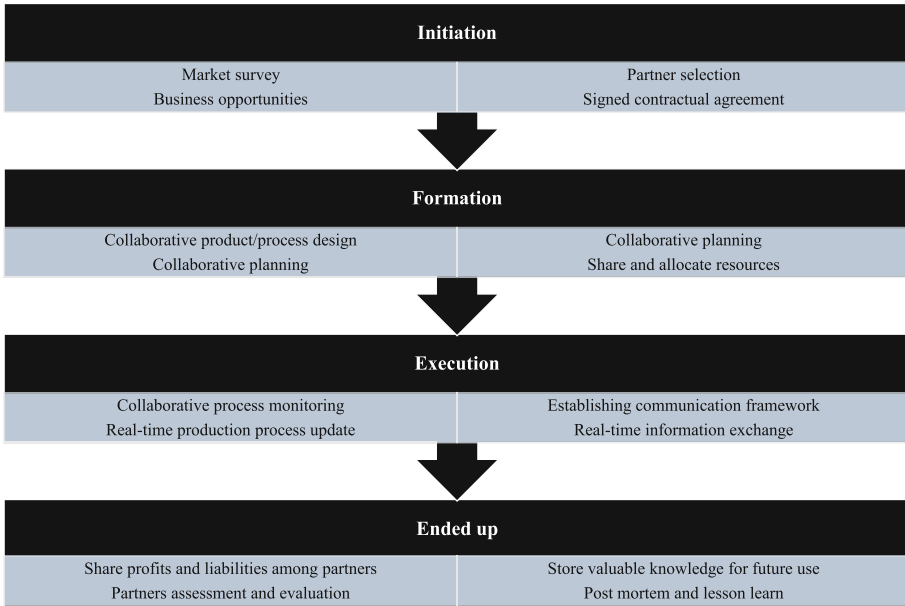 Initiation
Market survey
Business opportunities
Partner selection
Signed contractual agreement
Formation
Collaborative product/process design
Collaborative planning
Collaborative planning
Share and allocate resources
Execution
Collaborative process monitoring
Real-time production process update
Establishing communication framework
Real-time information exchange
Ended up
Share profits and liabilities among partners
Partners assessment and evaluation
Store valuable knowledge for future use
Post mortem and lesson learn